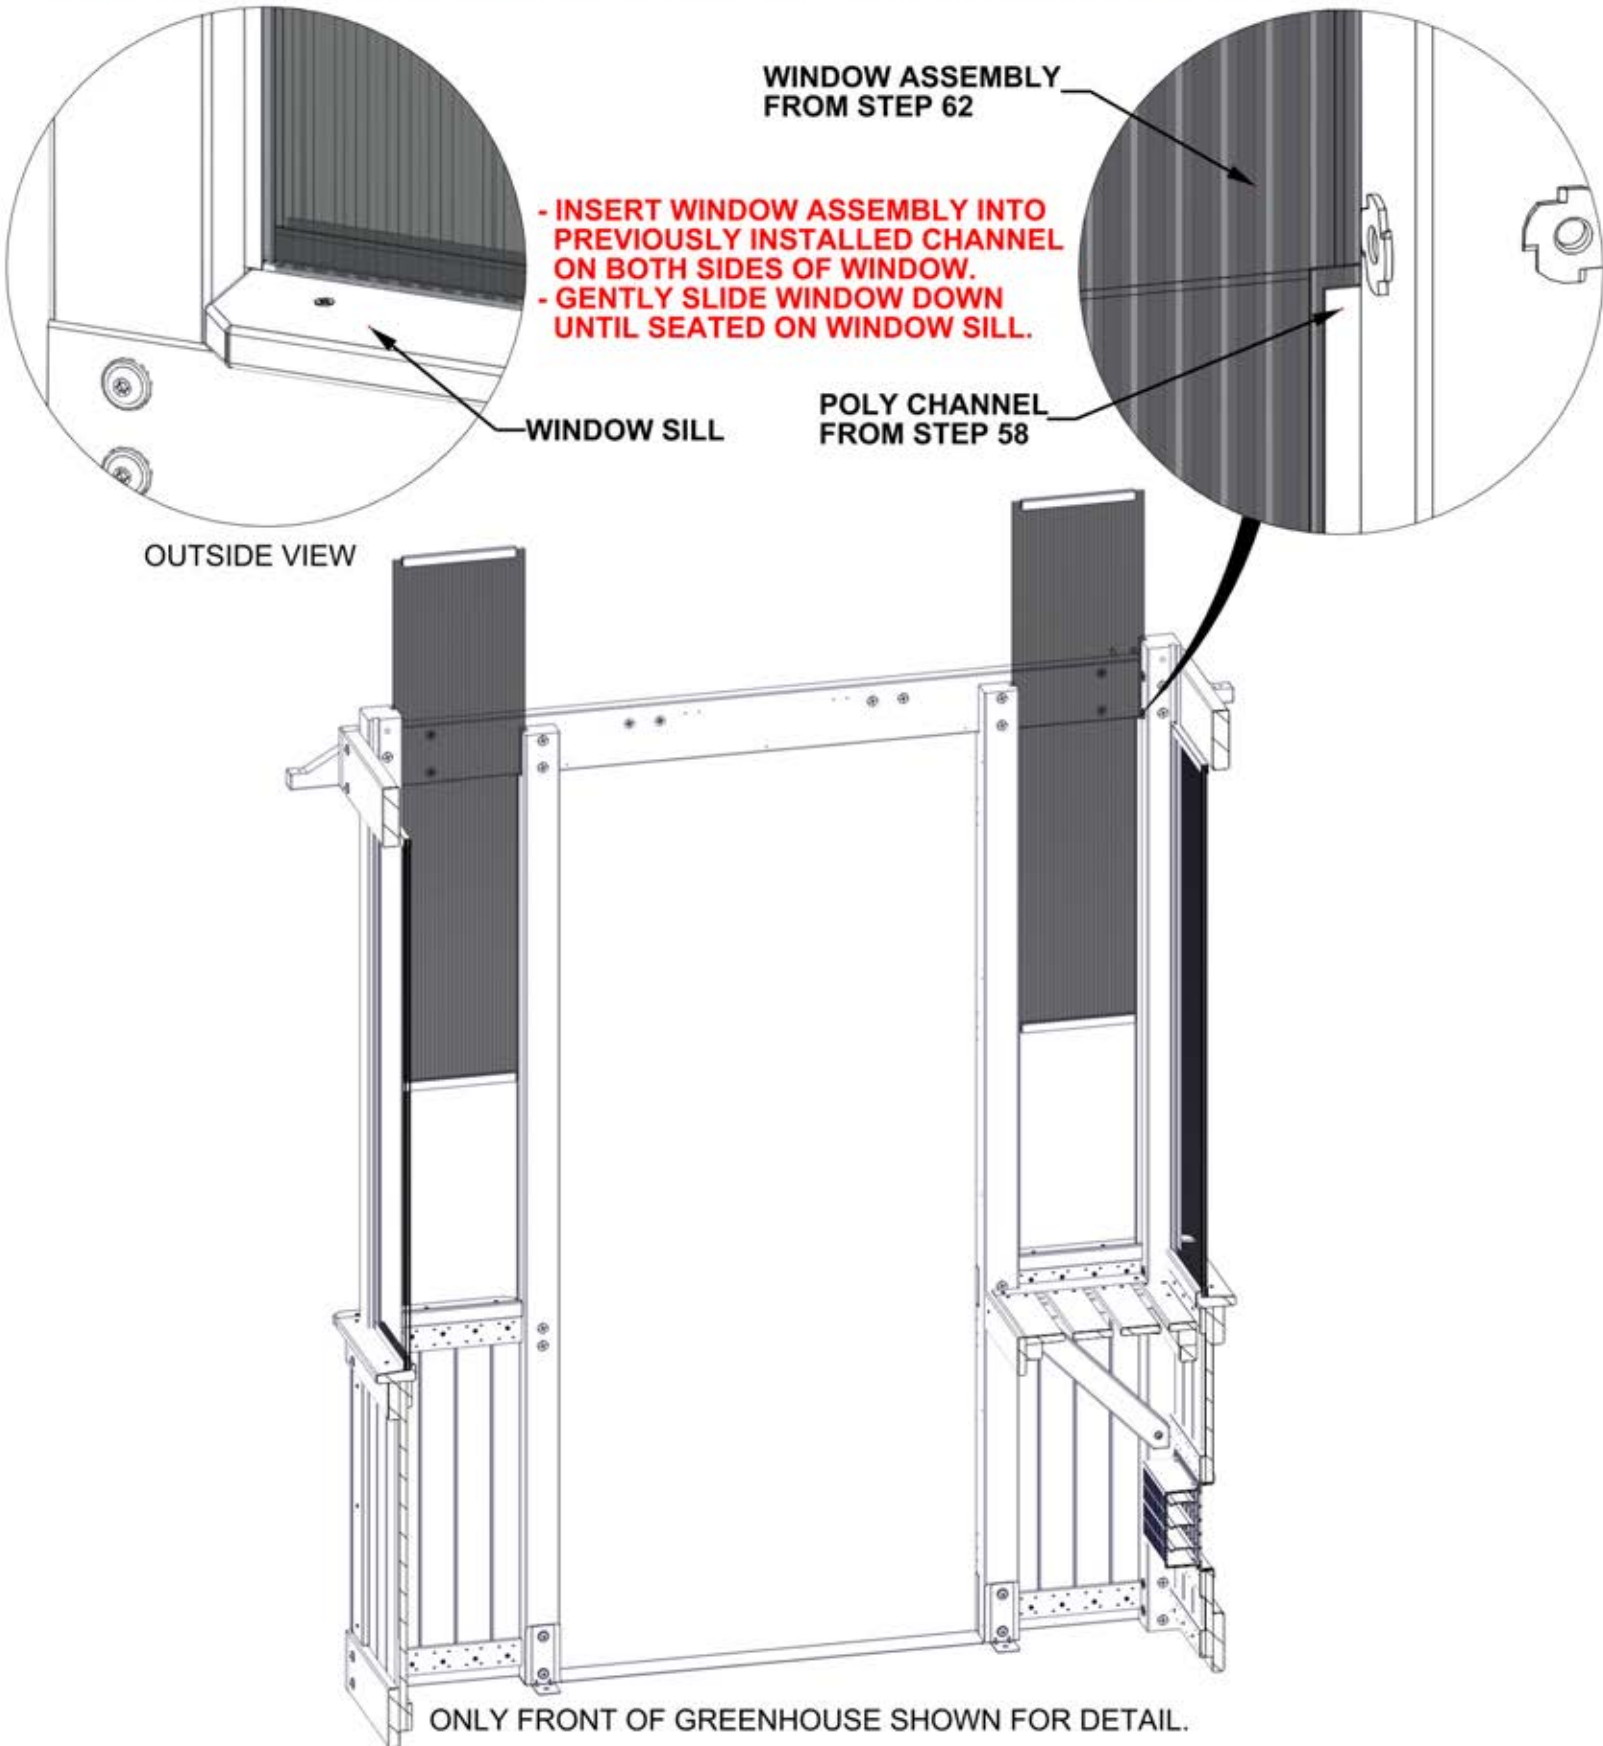 WINDOW ASSEMBLY
FROM STEP 62
- INSERT WINDOW ASSEMBLY INTO
PREVIOUSLY INSTALLED CHANNEL
ON BOTH SIDES OF WINDOW.
- GENTLY SLIDE WINDOW DOWN
UNTIL SEATED ON WINDOW SILL.
POLY CHANNEL
FROM STEP 58
WINDOW SILL
OUTSIDE VIEW
ONLY FRONT OF GREENHOUSE SHOWN FOR DETAIL.